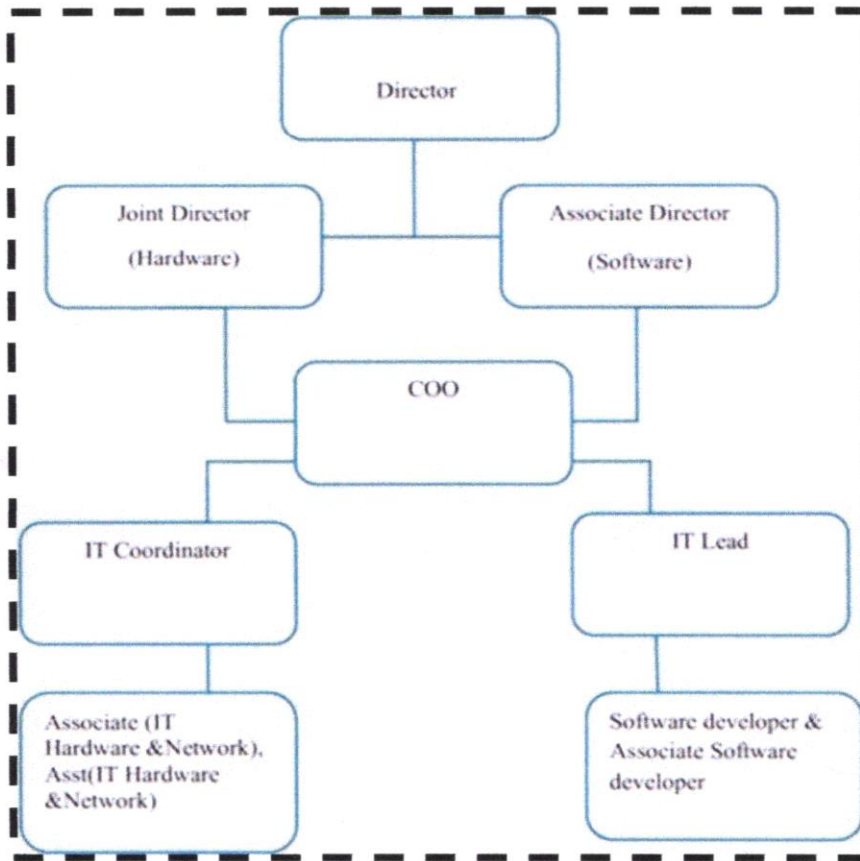 Director
Joint Director
(Hardware)
Associate Director
(Software)
COO
IT Coordinator
IT Lead
Associate (IT
Hardware &Network),
Asst(IT Hardware
&Network)
Software developer &
Associate Software
developer